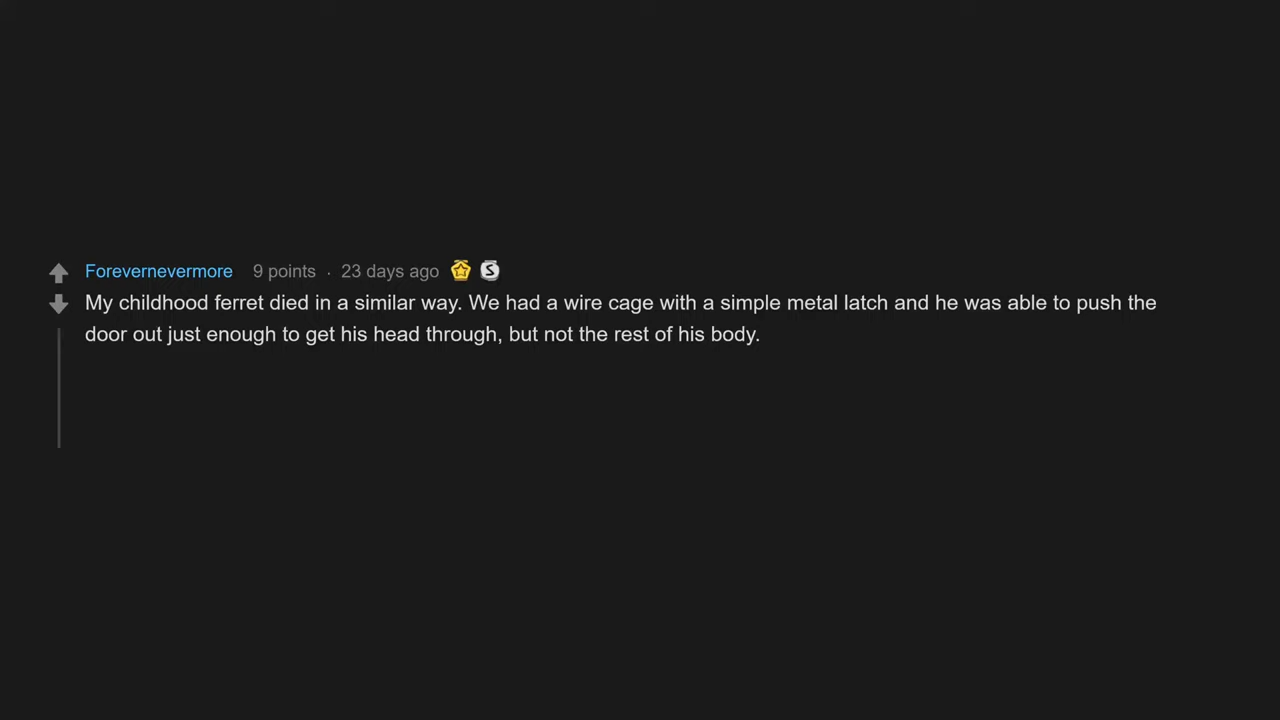 Forevernevermore 9 points . 23 days ago S
My childhood ferret died in a similar way. We had a wire cage with a simple metal latch and he was able to push the
door out just enough to get his head through, but not the rest of his body.